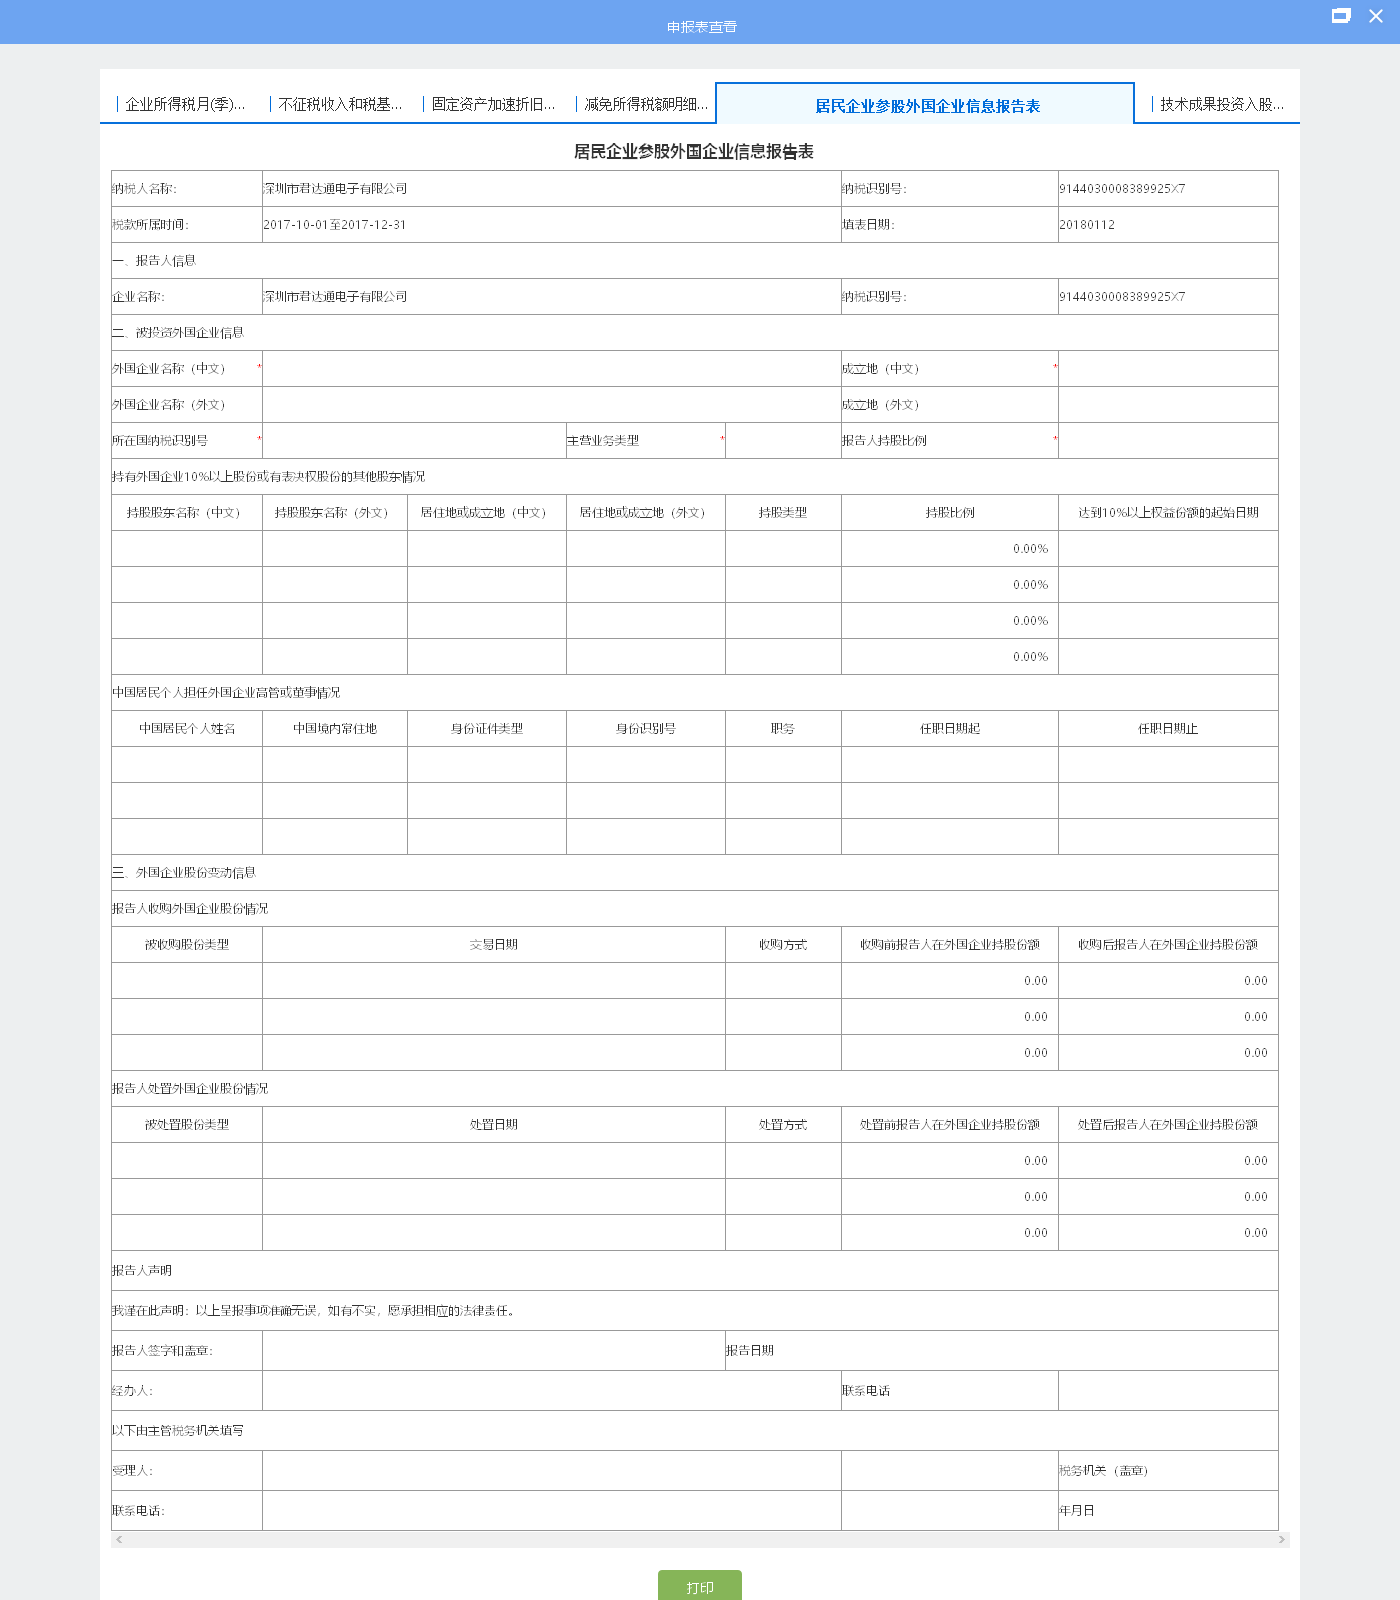 申报表查看
企业所得税月(季)... 不征税收入和税基... 固定资产加速折旧... 减免所得税额明细... 居民企业参股外国企业信息报告表 技术成果投资入股...
居民企业参股外国企业信息报告表
纳税人名称: 深圳市君达通电子有限公司 纳税识别号: 9144030008389925X7
税款所属时间: 2017-10-01至2017-12-31 填表日期: 20180112
一、报告人信息
企业名称: 深圳市君达通电子有限公司 纳税识别号: 9144030008389925X7
二、被投资外国企业信息
外国企业名称（中文） * 成立地（中文） *
外国企业名称（外文） 成立地（外文）
所在国纳税识别号 * 主营业务类型 * 报告人持股比例 *
持有外国企业10%以上股份或有表决权股份的其他股东情况
持股股东名称（中文） 持股股东名称（外文） 居住地或成立地（中文） 居住地或成立地（外文） 持股类型 持股比例 达到10%以上权益份额的起始日期
0.00%
0.00%
0.00%
0.00%
中国居民个人担任外国企业高管或董事情况
中国居民个人姓名 中国境内常住地 身份证件类型 身份识别号 职务 任职日期起 任职日期止
三、外国企业股份变动信息
报告人收购外国企业股份情况
被收购股份类型 交易日期 收购方式 收购前报告人在外国企业持股份额 收购后报告人在外国企业持股份额
0.00 0.00
0.00 0.00
0.00 0.00
报告人处置外国企业股份情况
被处置股份类型 处置日期 处置方式 处置前报告人在外国企业持股份额 处置后报告人在外国企业持股份额
0.00 0.00
0.00 0.00
0.00 0.00
报告人声明
我谨在此声明：以上呈报事项准确无误，如有不实，愿承担相应的法律责任。
报告人签字和盖章: 报告日期
经办人: 联系电话
以下由主管税务机关填写
受理人: 税务机关（盖章）
联系电话: 年月日
打印